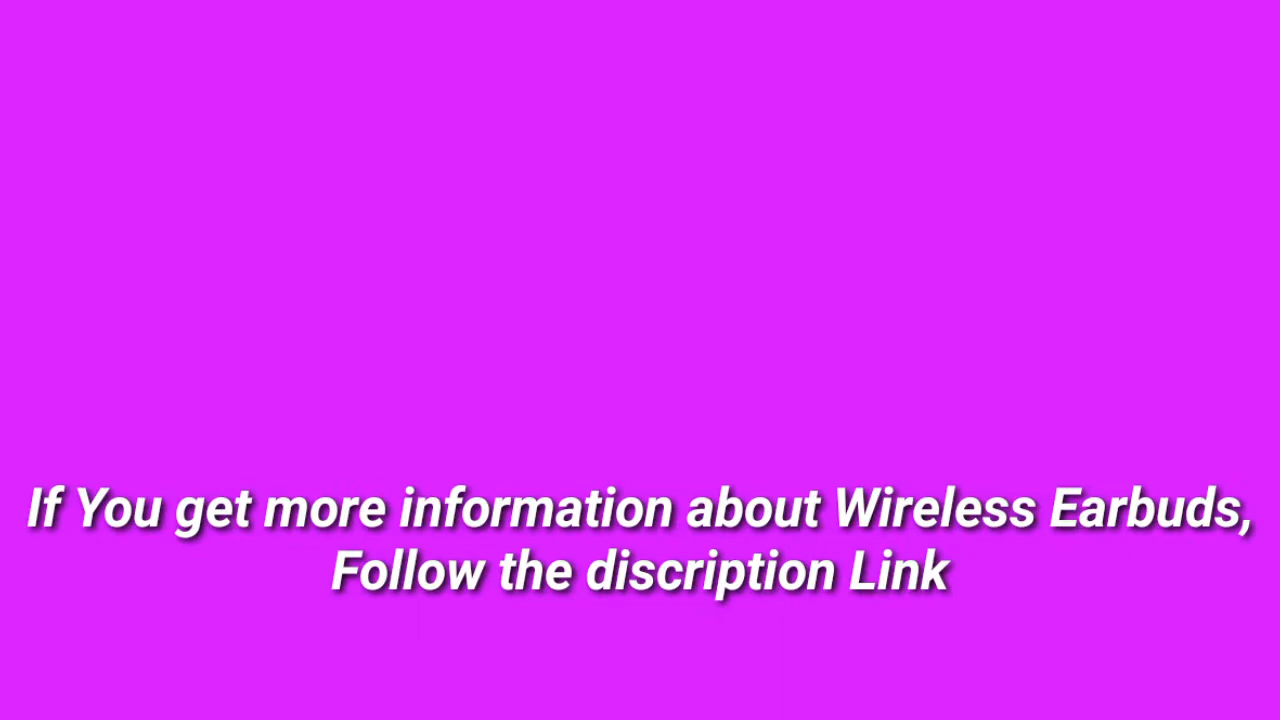 If You get more information about Wireless Earbuds,
Follow the discription Link